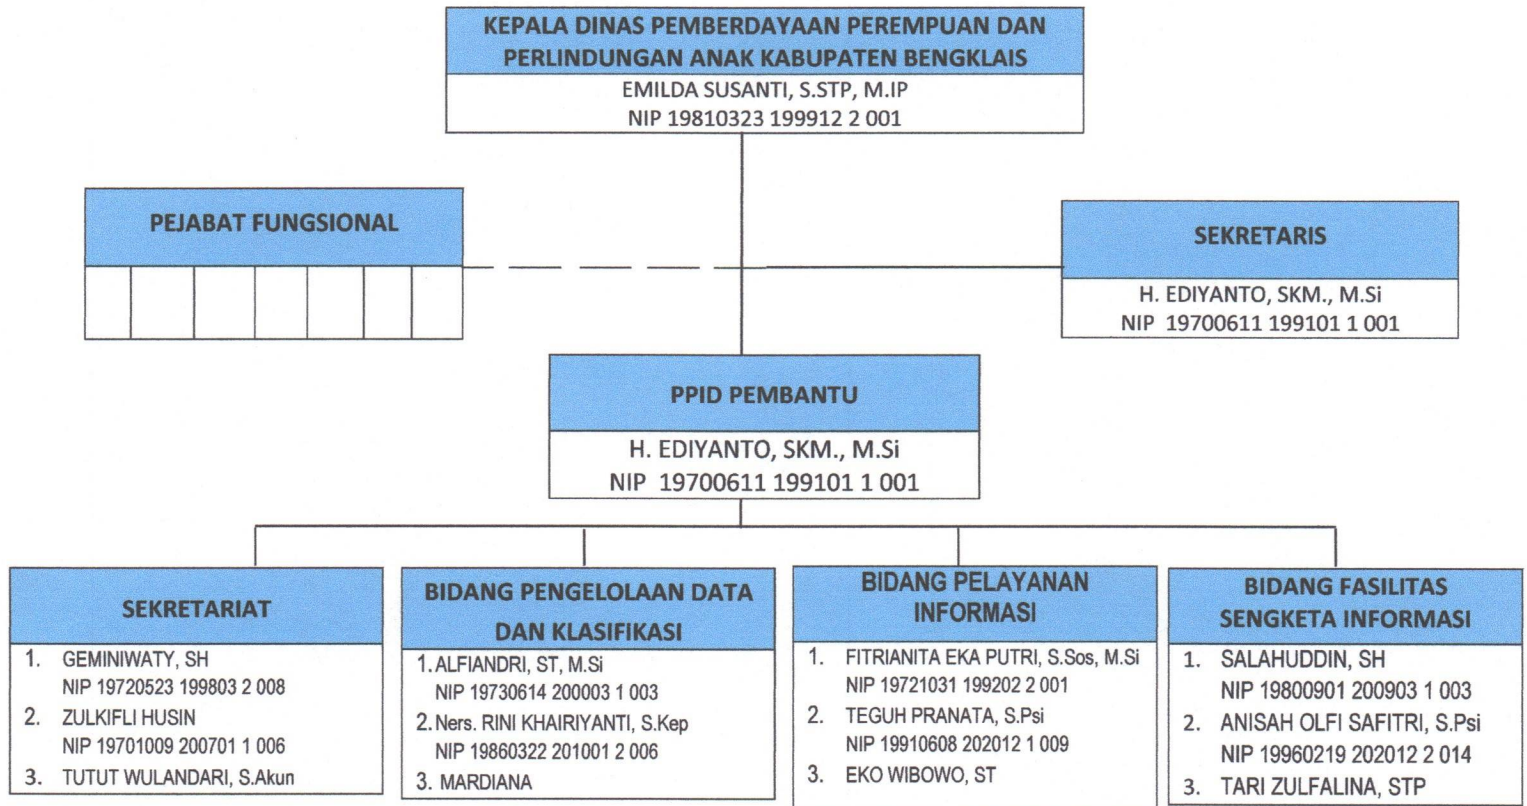 KEPALA DINAS PEMBERDAYAAN PEREMPUAN DAN
PERLINDUNGAN ANAK KABUPATEN BENGKLAIS
EMILDA SUSANTI, S.STP, M.IP
NIP 19810323 199912 2 001
PEJABAT FUNGSIONAL
SEKRETARIS
H. EDIYANTO, SKM., M.Si
NIP 19700611 199101 1 001
PPID PEMBANTU
H. EDIYANTO, SKM., M.Si
NIP 19700611 199101 1 001
SEKRETARIAT
1. GEMINIWATY, SH
NIP 19720523 199803 2 008
2. ZULKIFLI HUSIN
NIP 19701009 200701 1 006
3. TUTUT WULANDARI, S.Akun
BIDANG PENGELOLAAN DATA
DAN KLASIFIKASI
1. ALFIANDRI, ST, M.Si
NIP 19730614 200003 1 003
2. Ners. RINI KHAIRIYANTI, S.Kep
NIP 19860322 201001 2 006
3. MARDIANA
BIDANG PELAYANAN
INFORMASI
1. FITRIANITA EKA PUTRI, S.Sos, M.Si
NIP 19721031 199202 2 001
2. TEGUH PRANATA, S.Psi
NIP 19910608 202012 1 009
3. EKO WIBOWO, ST
BIDANG FASILITAS
SENGKETA INFORMASI
1. SALAHUDDIN, SH
NIP 19800901 200903 1 003
2. ANISAH OLFI SAFITRI, S.Psi
NIP 19960219 202012 2 014
3. TARI ZULFALINA, STP